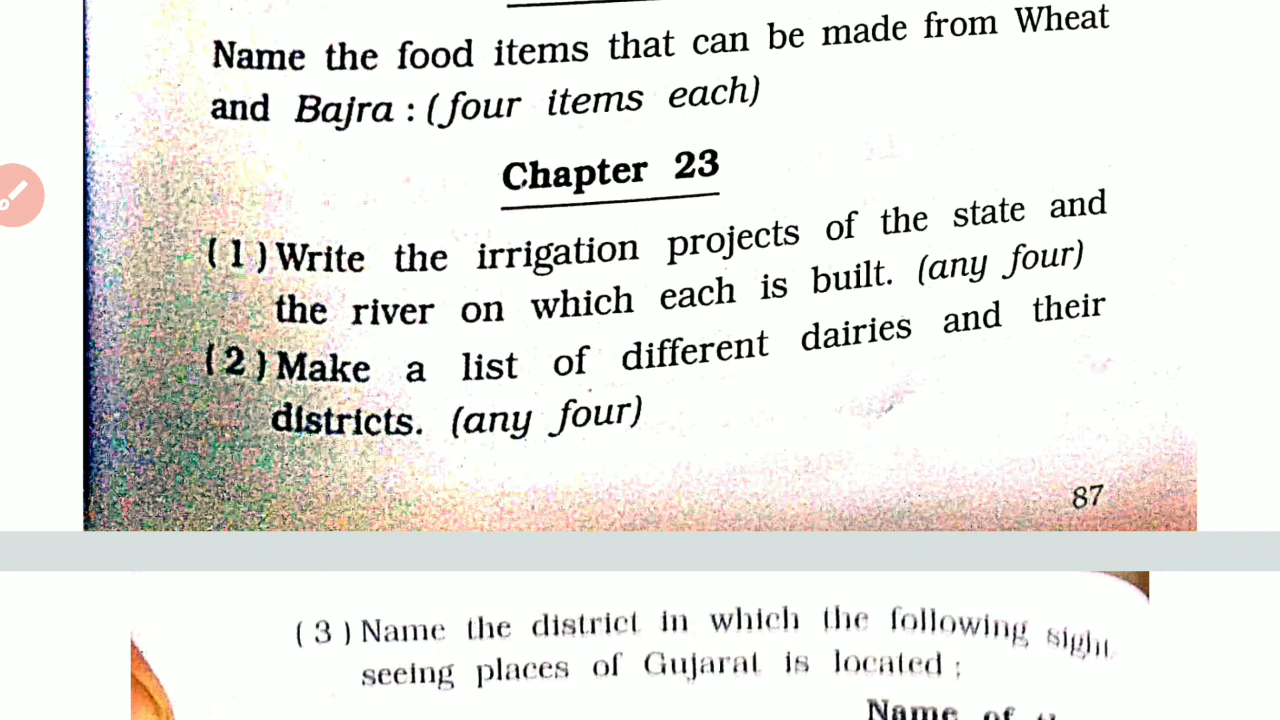 Name the food items that can be made from Wheat
and Bajra : (four items each)
Chapter 23
(1) Write the irrigation projects of the state and
the river on which each is built. (any four)
(2) Make a list of different dairies and their
districts. (any four)
87
(3) Name the district in which the following sight
seeing places of Gujarat is located :
Name of